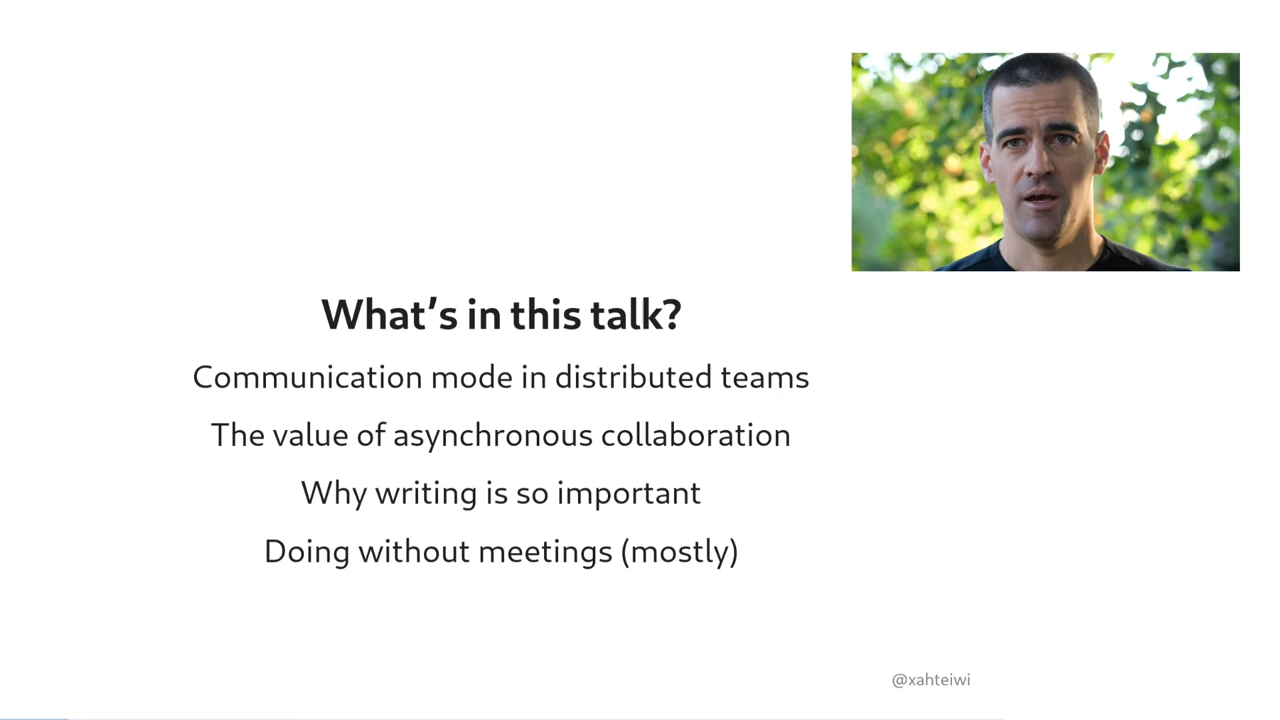 What’s in this talk?
Communication mode in distributed teams
The value of asynchronous collaboration
Why writing is so important
Doing without meetings (mostly)
@xahteiwi